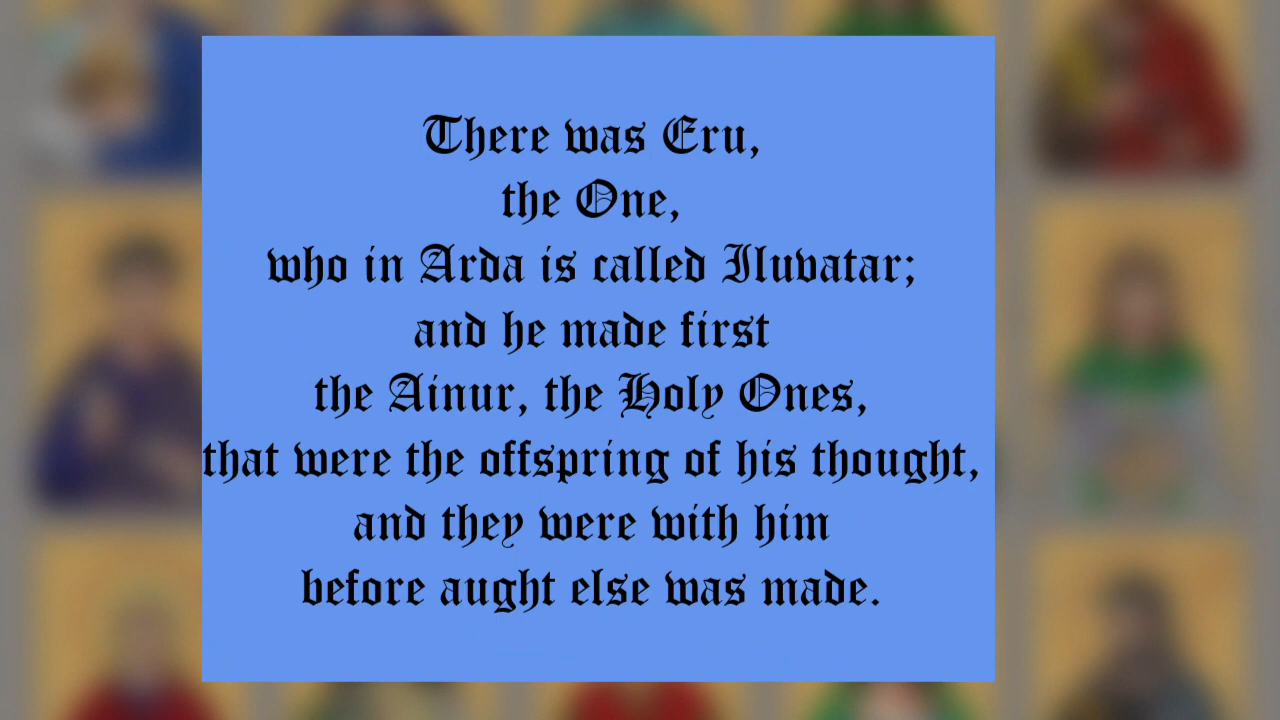 There was Eru,
the One,
who in Arda is called Iluvatar;
and he made first
the Ainur, the Holy Ones,
that were the offspring of his thought,
and they were with him
before aught else was made.